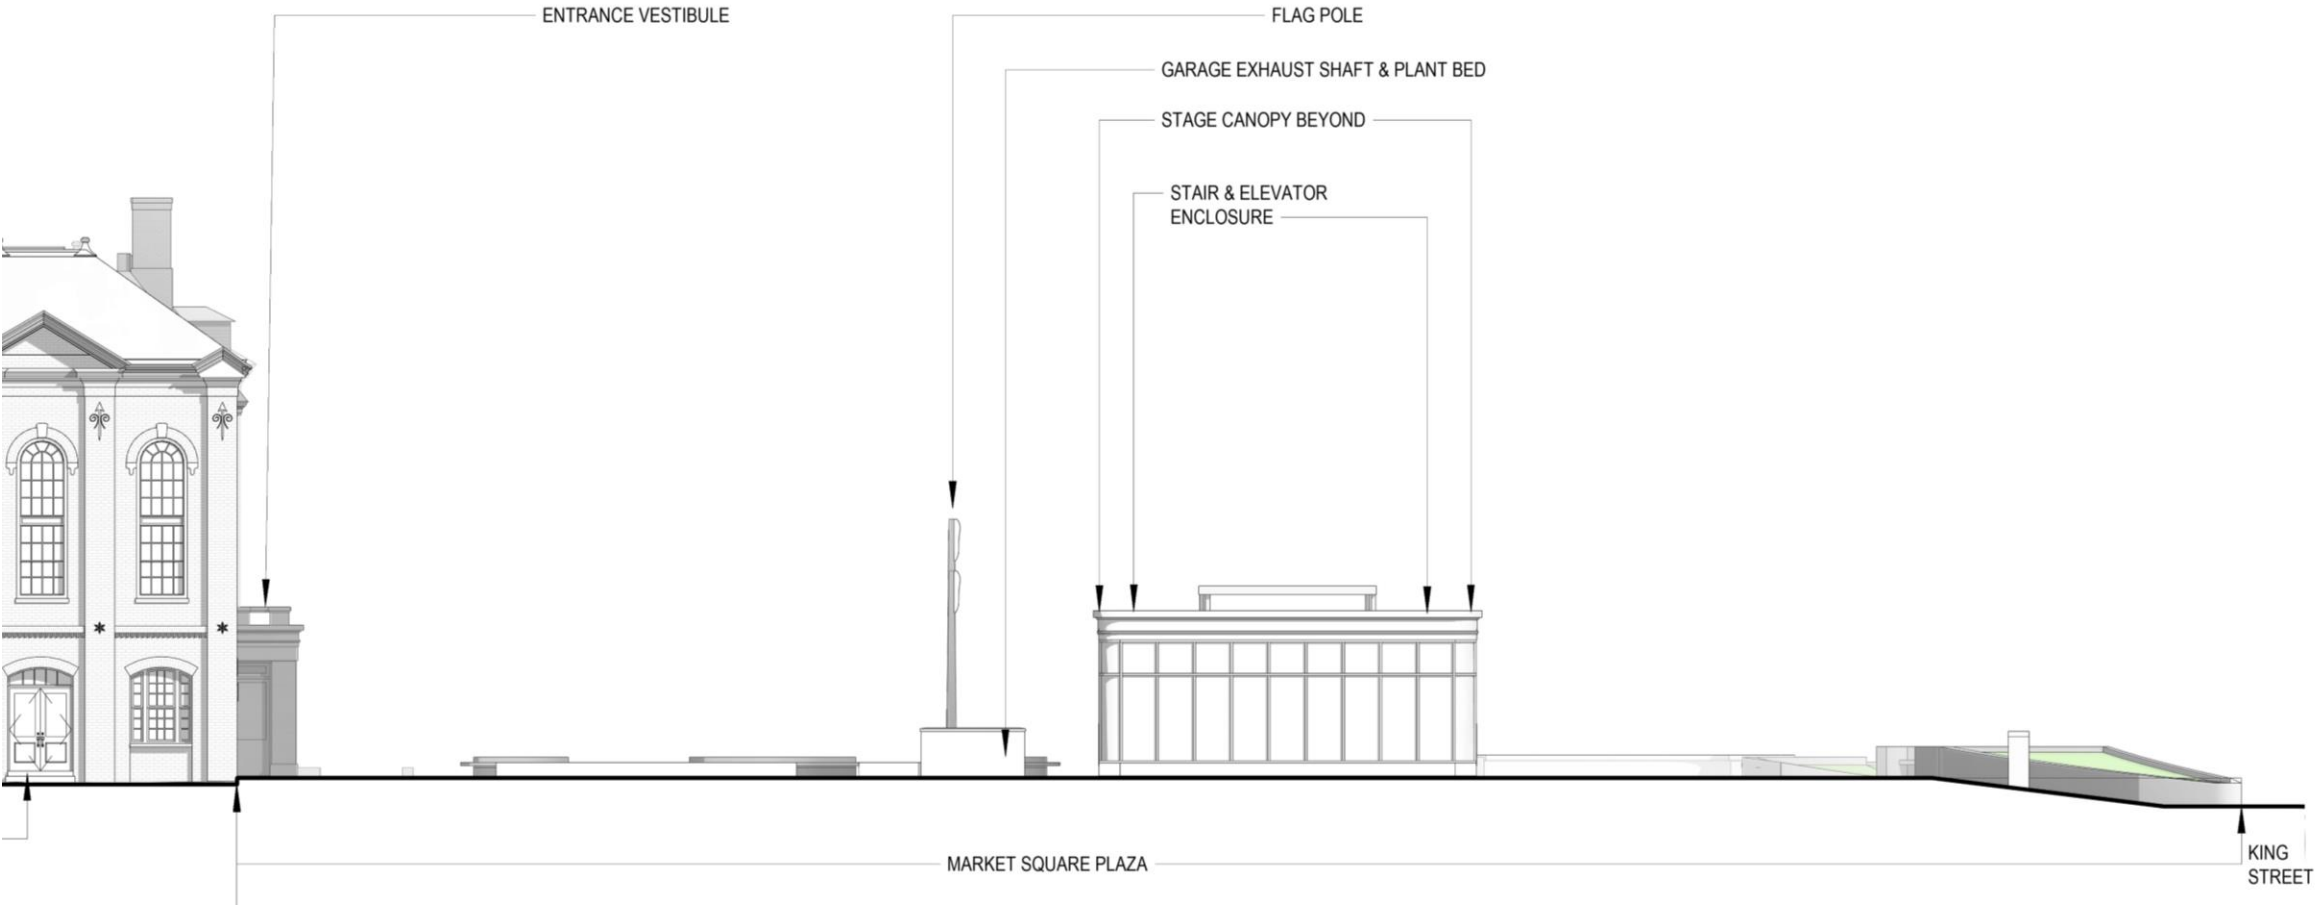 ENTRANCE VESTIBULE
FLAG POLE
GARAGE EXHAUST SHAFT & PLANT BED
STAGE CANOPY BEYOND
STAIR & ELEVATOR
ENCLOSURE
MARKET SQUARE PLAZA
KING
STREET